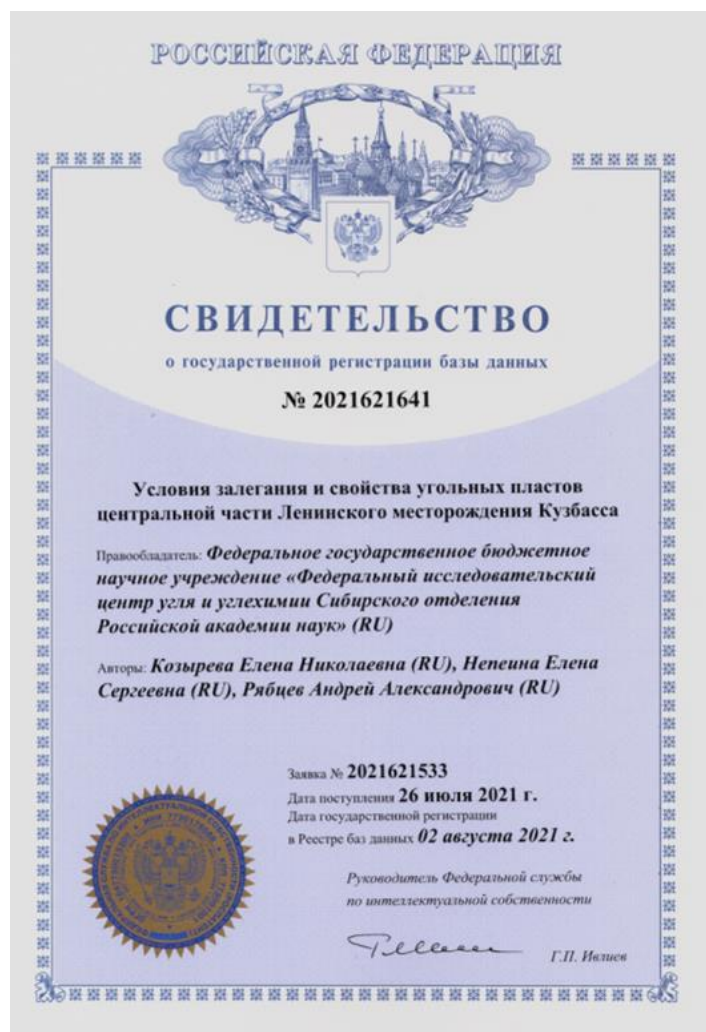 РОССИЙСКАЯ ФЕДЕРАЦИЯ
СВИДЕТЕЛЬСТВО
о государственной регистрации базы данных
№ 2021621641
Условия залегания и свойства угольных пластов
центральной части Ленинского месторождения Кузбасса
Правообладатель: Федеральное государственное бюджетное
научное учреждение «Федеральный исследовательский
центр угля и углехимии Сибирского отделения
Российской академии наук» (RU)
Авторы: Козырева Елена Николаевна (RU), Непеина Елена
Сергеевна (RU), Рябцев Андрей Александрович (RU)
Заявка № 2021621533
Дата поступления 26 июля 2021 г.
Дата государственной регистрации
в Реестре баз данных 02 августа 2021 г.
Руководитель Федеральной службы
по интеллектуальной собственности
Г.П. Ивлиев